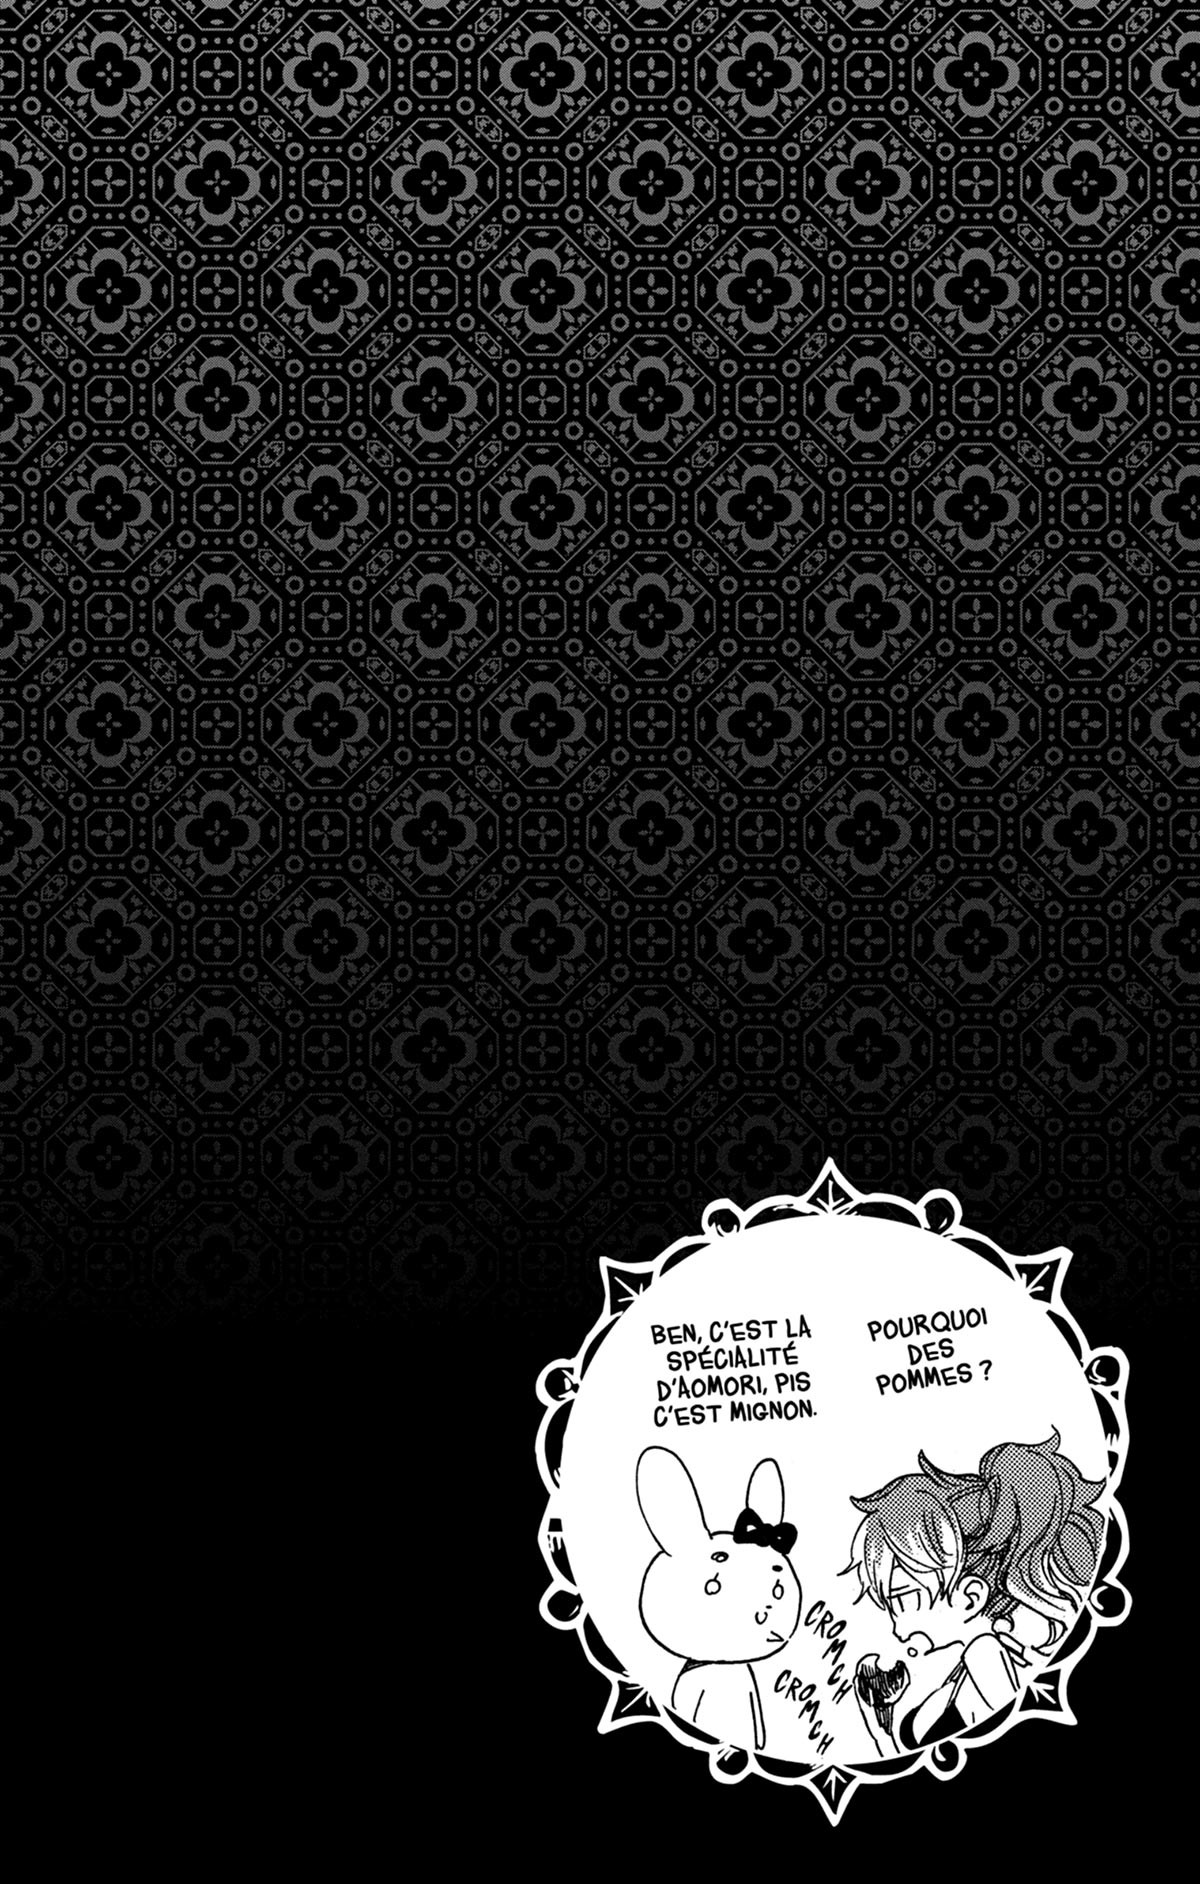 POURQUOI
DES
POMMES ?
BEN, C'EST LA
SPÉCIALITÉ
D'AOMORI, PIS
C'EST MIGNON.
CROMCH
CROMCH